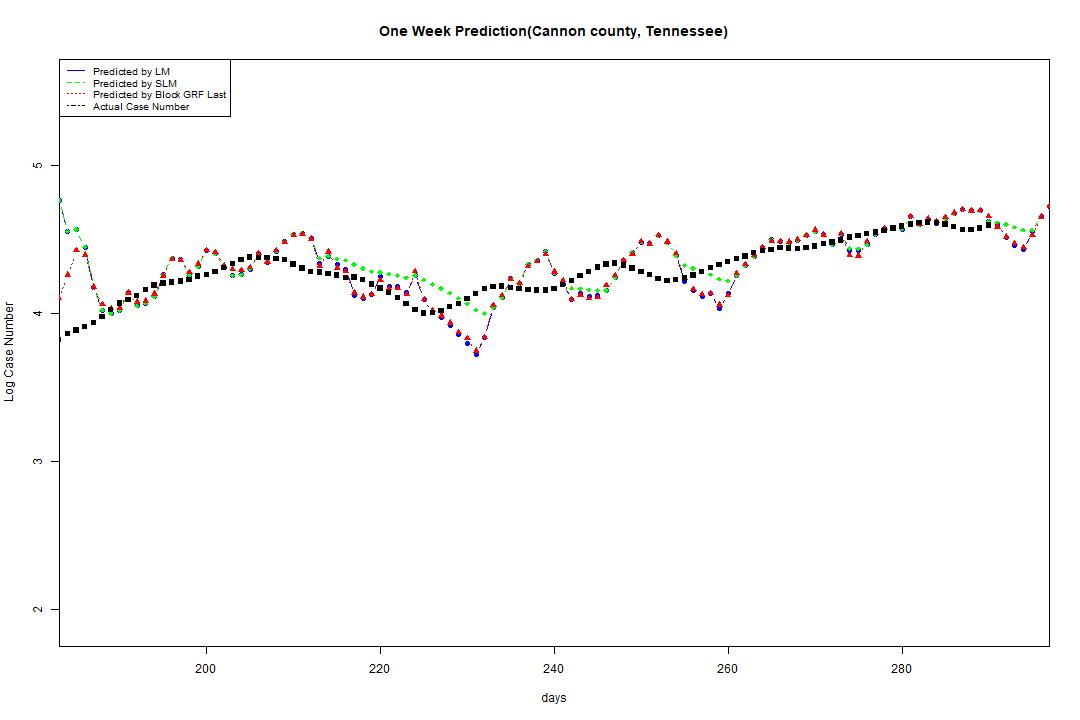 One Week Prediction(Cannon county, Tennessee)
Predicted by LM
Predicted by SLM
Predicted by Block GRF Last
Actual Case Number
5
4
3
2
Log Case Number
200 220 240 260 280
days